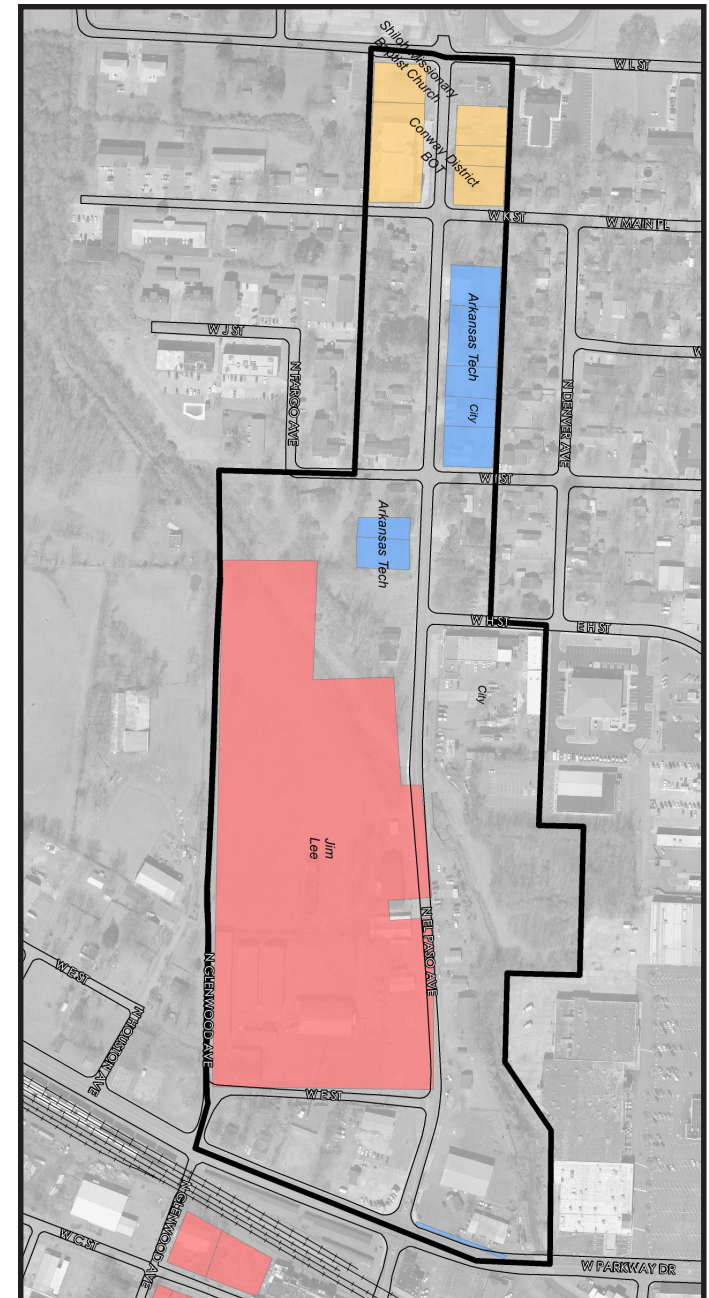 Shiloh Missionary
Baptist Church
W L ST
Conway District
BOT
W K ST
W MAIN PL
Arkansas Tech
W J ST
W
N FARGO AVE
N DENVER AVE
City
W I ST
Arkansas Tech
W H ST
E H ST
City
Jim
Lee
N EL PASO AVE
W E ST
N GLENWOOD AVE
N HOUSTON AVE
W E ST
N GLENWOOD AVE
W C ST
W PARKWAY DR